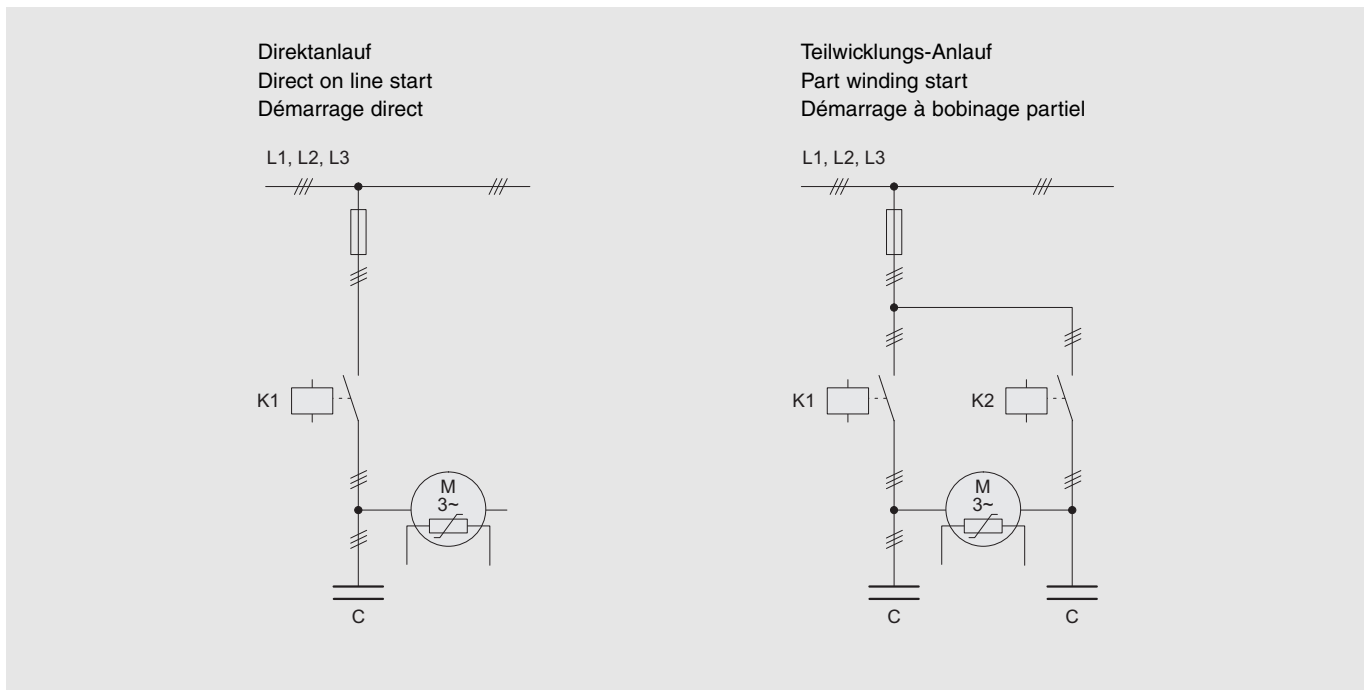 Direktanlauf
Direct on line start
Démarrage direct
L1, L2, L3
K1
M
3~
C
Teilwicklungs-Anlauf
Part winding start
Démarrage à bobinage partiel
L1, L2, L3
K1
K2
M
3~
C
C